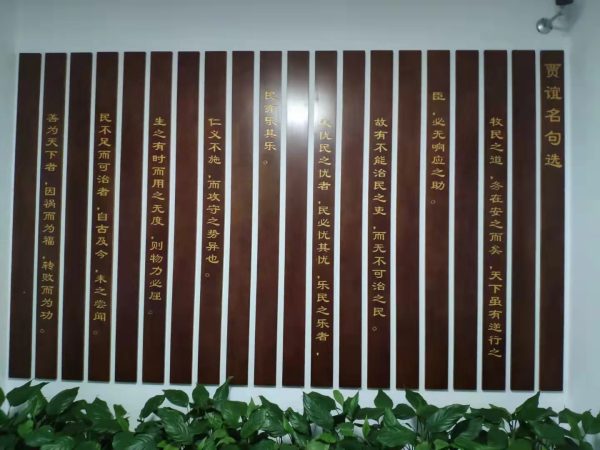 贾谊名句选
牧民之道，务在安之而矣，天下虽有逆行之
臣，必无响应之助。
故有不能治民之吏，而无不可治之民。
夫忧民之忧者，民必忧其忧，乐民之乐者，
民亦乐其乐。
仁义不施，而攻守之势异也。
生之有时而用之无度，则物力必屈。
民不足而可治者，自古及今，未之尝闻。
善为天下者，因祸而为福，转败而为功。